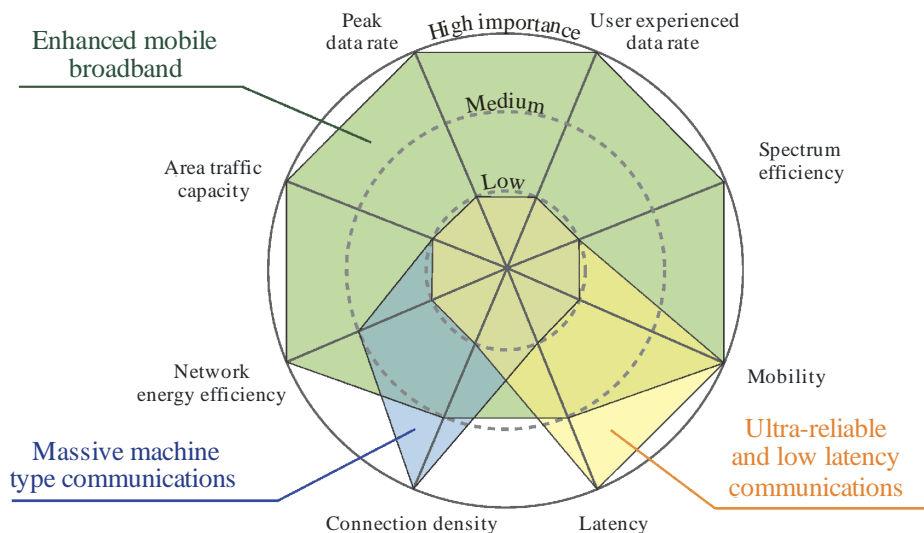 Peak
data rate
High importance
User experienced
data rate
Enhanced mobile
broadband
Medium
Area traffic
capacity
Low
Spectrum
efficiency
Network
energy efficiency
Mobility
Massive machine
type communications
Ultra-reliable
and low latency
communications
Connection density
Latency